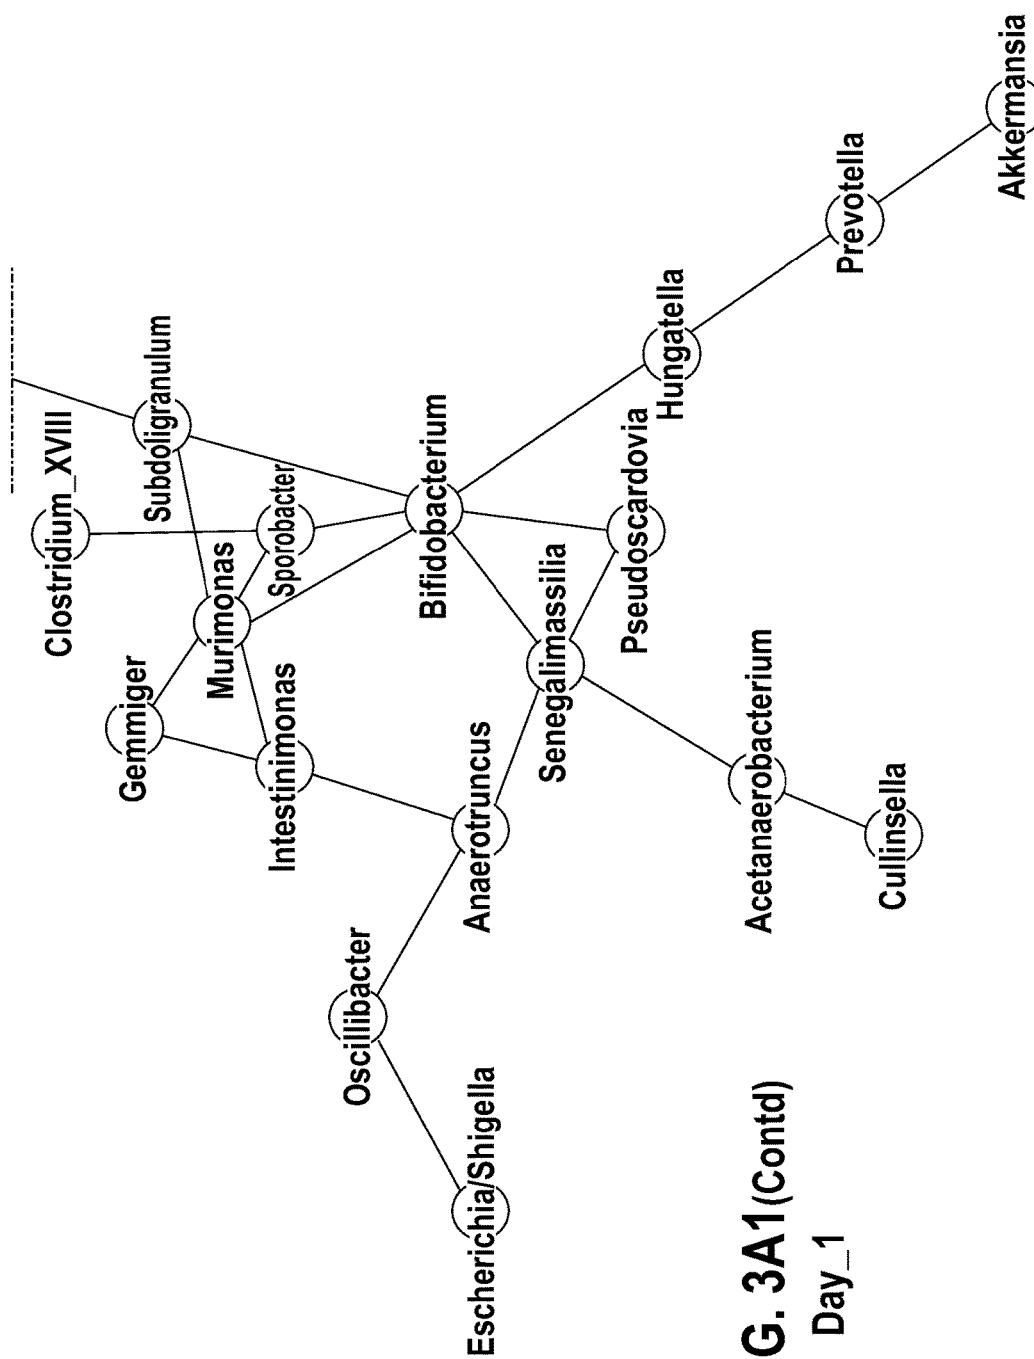 Clostridium_XVIII
Gemmiger
Subdoligranulum
Murimonas
Intestinimonas
Sporobacter
Oscillibacter
Bifidobacterium
Escherichia/Shigella
Anaerotruncus
Senegalimassilia
Pseudoscardovia
Hungatella
Acetanaerobacterium
Prevotella
Cullinsella
Akkermansia
G. 3A1(Contd)
Day_1